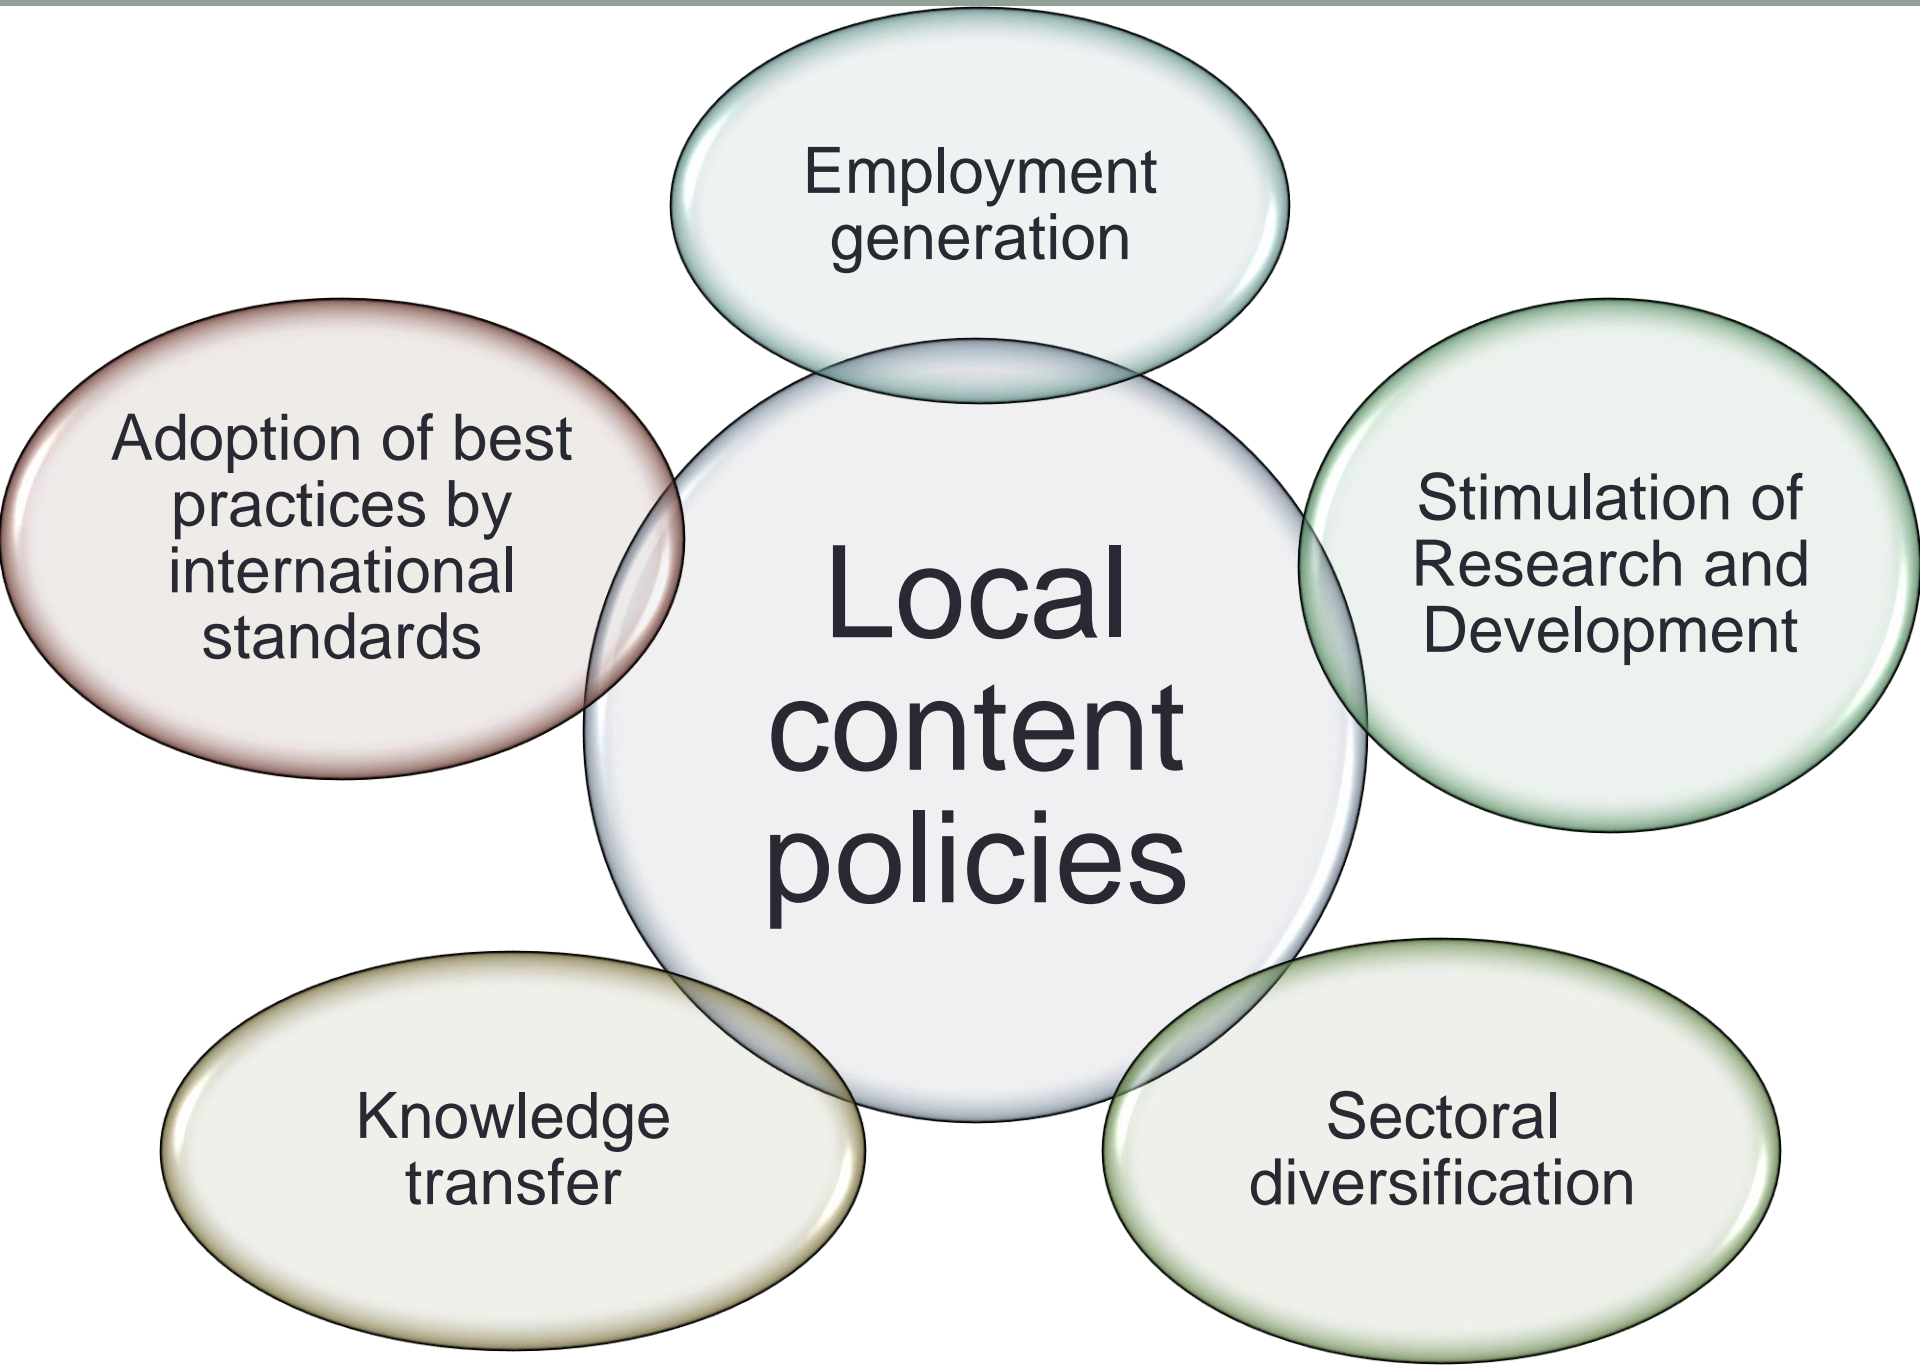 Employment
generation
Adoption of best
practices by
international
standards
Stimulation of
Research and
Development
Local
content
policies
Knowledge
transfer
Sectoral
diversification